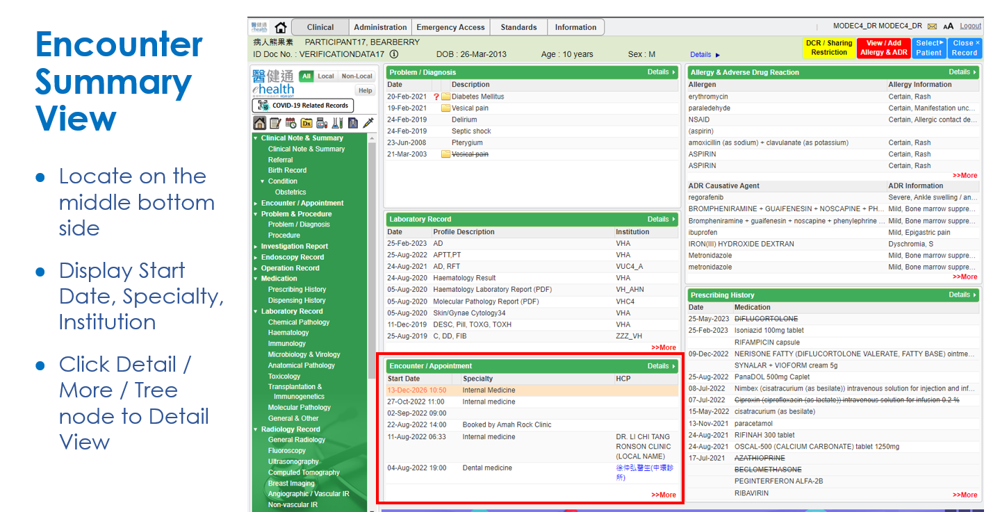 Encounter
Summary
View
● Locate on the
middle bottom
side
● Display Start
Date, Specialty,
Institution
● Click Detail /
More / Tree
node to Detail
View
醫健通
ehealth
Clinical Administration Emergency Access Standards Information
MODEC4_DR MODEC4_DR AA Logout
病人熊果素 PARTICIPANT17, BEARBERRY
ID Doc No. : VERIFICATIONDATA17 DOB : 26-Mar-2013 Age : 10 years Sex : M Details ▸
DCR / Sharing
Restriction
View / Add
Allergy & ADR
Select▸
Patient
Close ×
Record
醫健通
ehealth
All Local Non-Local
Help
COVID-19 Related Records
Dx
Clinical Note & Summary
Clinical Note & Summary
Referral
Birth Record
Condition
Obstetrics
Encounter / Appointment
Problem & Procedure
Problem / Diagnosis
Procedure
Investigation Report
Endoscopy Record
Operation Record
Medication
Prescribing History
Dispensing History
Laboratory Record
Chemical Pathology
Haematology
Immunology
Microbiology & Virology
Anatomical Pathology
Toxicology
Transplantation &
Immunogenetics
Molecular Pathology
General & Other
Radiology Record
General Radiology
Fluoroscopy
Ultrasonography
Computed Tomography
Breast Imaging
Angiographic / Vascular IR
Non-vascular IR
Problem / Diagnosis Details
Date Description
20-Feb-2021 ? Diabetes Mellitus
19-Feb-2021 Vesical pain
24-Feb-2019 Delirium
24-Feb-2019 Septic shock
23-Jun-2008 Pterygium
21-Mar-2003 Vesical pain
Laboratory Record Details
Date Profile Description Institution
25-Feb-2023 AD VHA
25-Aug-2022 APTT,PT VHA
24-Aug-2021 AD, RFT VUC4_A
24-Aug-2020 Haematology Result VHA
05-Aug-2020 Haematology Laboratory Report (PDF) VH_AHN
05-Aug-2020 Molecular Pathology Report (PDF) VHC4
05-Aug-2020 Skin/Gynae Cytology34 VHA
11-Dec-2019 DESC, Pill, TOXG, TOXH VHA
25-Aug-2019 C, DD, FIB ZZZ_VH
>>More
Encounter / Appointment Details
Start Date Specialty HCP
13-Dec-2026 10:50 Internal Medicine
27-Oct-2022 11:00 Internal medicine
02-Sep-2022 09:00
22-Aug-2022 14:00 Booked by Amah Rock Clinic
11-Aug-2022 06:33 Internal medicine DR. LI CHI TANG
RONSON CLINIC
(LOCAL NAME)
04-Aug-2022 19:00 Dental medicine 徐仲弘醫生(中環診
所)
>>More
Allergy & Adverse Drug Reaction Details
Allergen Allergy Information
erythromycin Certain, Rash
paraledehyde Certain, Manifestation unc...
NSAID Certain, Allergic contact de...
(aspirin)
amoxicillin (as sodium) + clavulanate (as potassium) Certain, Rash
ASPIRIN Certain, Rash
ASPIRIN Certain, Rash
>>More
ADR Causative Agent ADR Information
regorafenib Severe, Ankle swelling / an...
BROMPHENIRAMINE + GUAIFENESIN + NOSCAPINE + PH... Mild, Bone marrow suppre...
Brompheniramine + guaifenesin + noscapine + phenylephrine ... Mild, Bone marrow suppre...
ibuprofen Mild, Epigastric pain
IRON(III) HYDROXIDE DEXTRAN Dyschromia, S
Metronidazole Mild, Bone marrow suppre...
metronidazole Mild, Bone marrow suppre...
>>More
Prescribing History Details
Date Medication
25-May-2023 DIFLUCORTOLONE
25-Feb-2023 Isoniazid 100mg tablet
RIFAMPICIN capsule
09-Dec-2022 NERISONE FATTY (DIFLUCORTOLONE VALERATE, FATTY BASE) ointme...
SYNALAR + VIOFORM cream 5g
25-Aug-2022 PanaDOL 500mg Caplet
08-Jul-2022 Nimbex (cisatracurium (as besilate)) intravenous solution for injection and inf...
07-Jul-2022 Ciproxin (ciprofloxacin (as lactate)) intravenous solution for infusion 0.2 %
15-May-2022 cisatracurium (as besilate)
13-Nov-2021 paracetamol
24-Aug-2021 RIFINAH 300 tablet
24-Aug-2021 OSCAL-500 (CALCIUM CARBONATE) tablet 1250mg
17-Jul-2021 AZATHIOPRINE
BECLOMETHASONE
PEGINTERFERON ALFA-2B
RIBAVIRIN
>>More